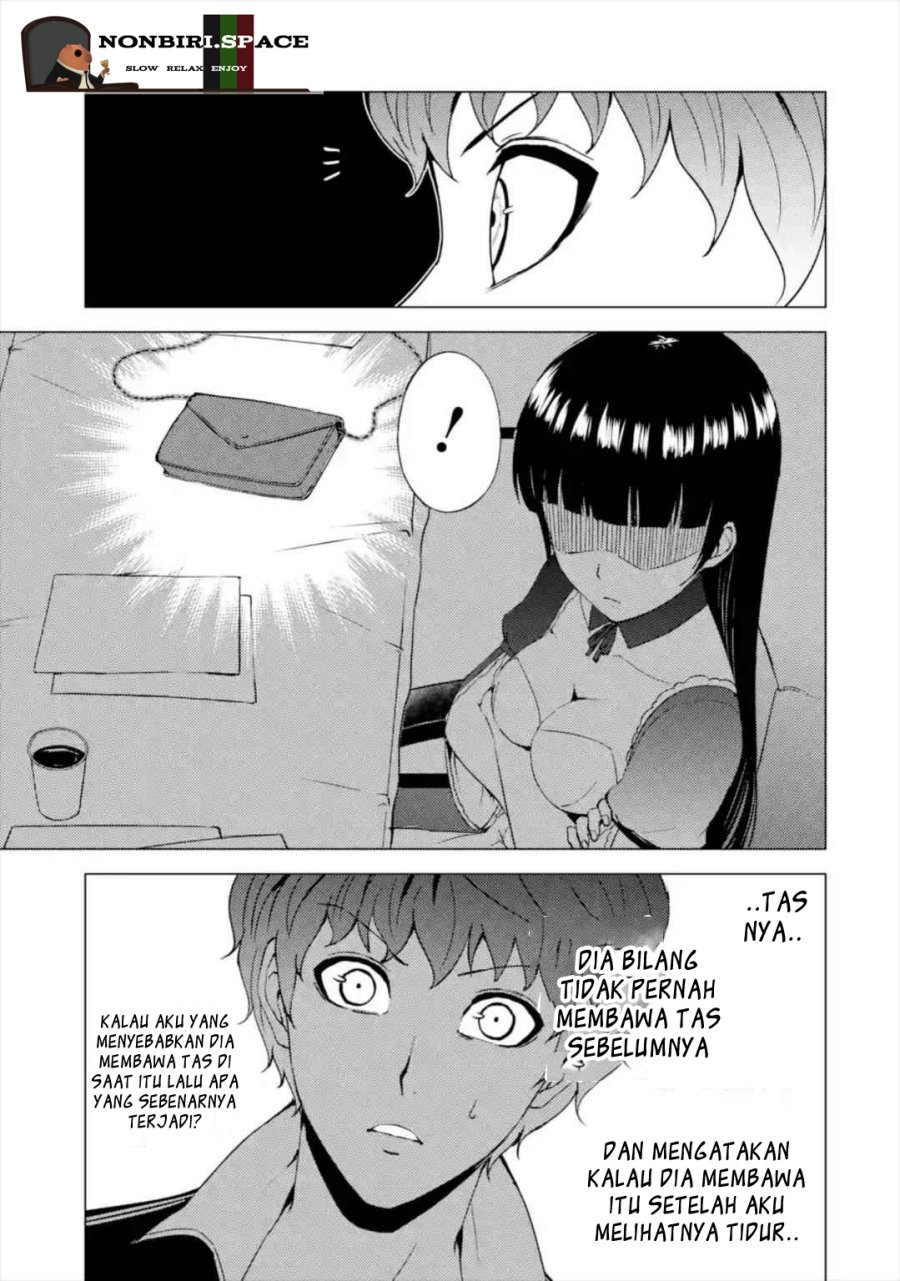 NONBIRI.SPACE
SLOW RELAX ENJOY
!
..TAS
NYA..
DIA BILANG
TIDAK PERNAH
MEMBAWA TAS
SEBELUMNYA
KALAU AKU YANG
MENYEBABKAN DIA
MEMBAWA TAS DI
SAAT ITU LALU APA
YANG SEBENARNYA
TERJADI?
DAN MENGATAKAN
KALAU DIA MEMBAWA
ITU SETELAH AKU
MELIHATNYA TIDUR..